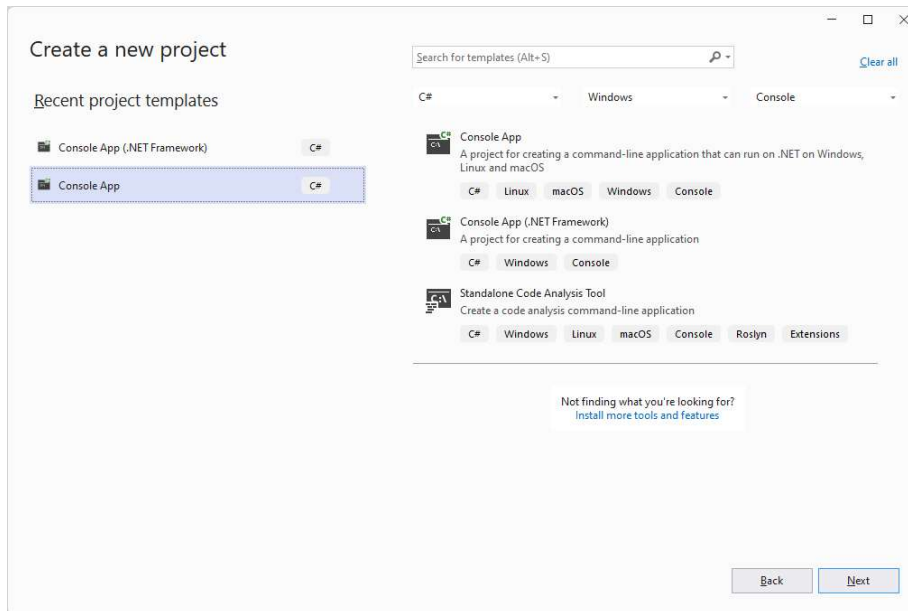 Create a new project
Recent project templates
Console App (.NET Framework) C#
Console App C#
Search for templates (Alt+S)
Clear all
C# Windows Console
C#
C:\
Console App
A project for creating a command-line application that can run on .NET on Windows,
Linux and macOS
C# Linux macOS Windows Console
C#
C:\
Console App (.NET Framework)
A project for creating a command-line application
C# Windows Console
C:\
Standalone Code Analysis Tool
Create a code analysis command-line application
C# Windows Linux macOS Console Roslyn Extensions
Not finding what you're looking for?
Install more tools and features
Back Next